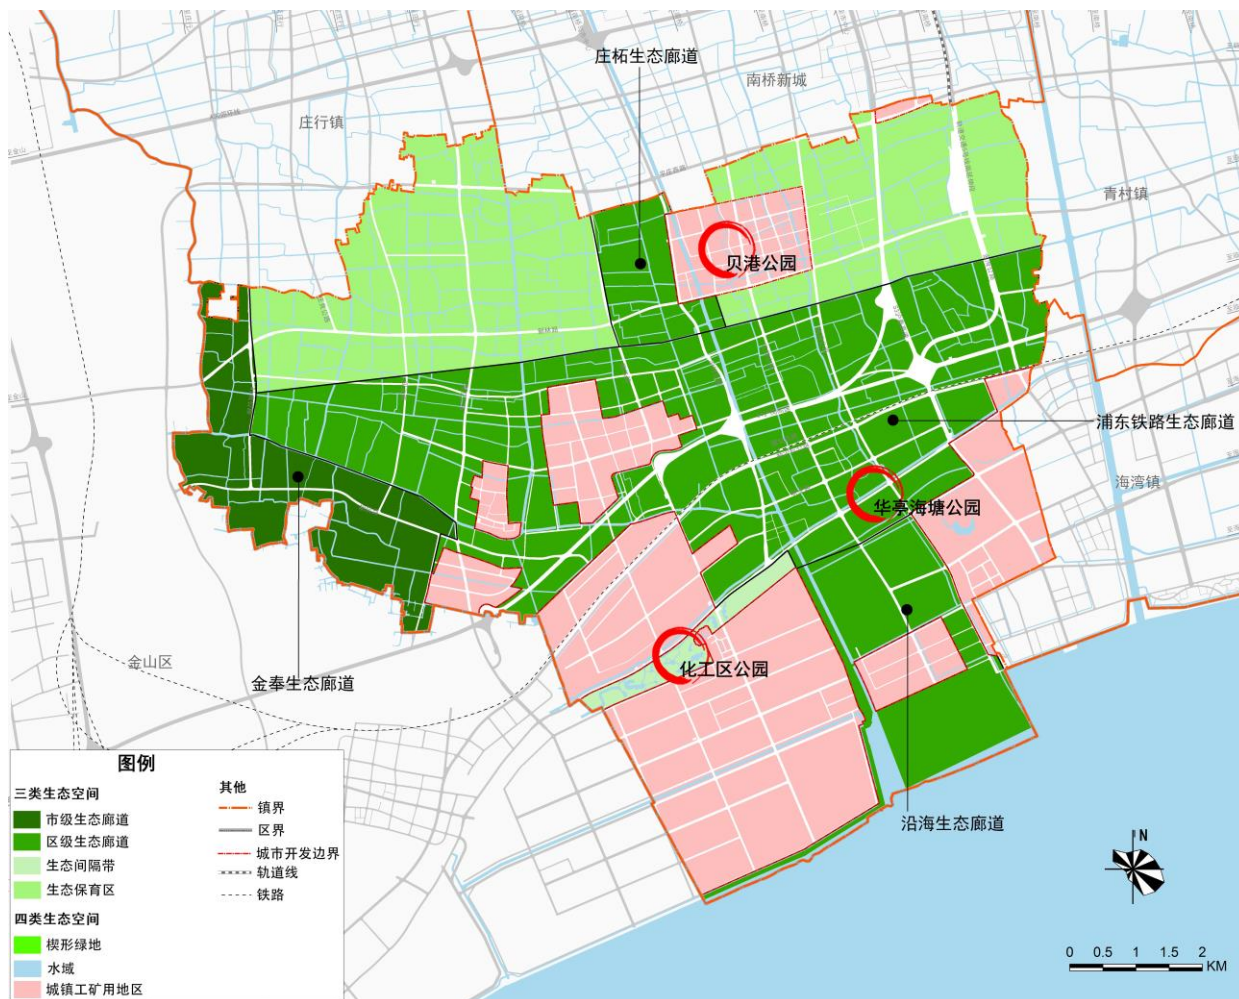 庄柘生态廊道
南桥新城
庄行镇
青村镇
贝港公园
浦东铁路生态廊道
海湾镇
华亭海塘公园
化工区公园
金山区
金奉生态廊道
沿海生态廊道
图例
三类生态空间
市级生态廊道
区级生态廊道
生态间隔带
生态保育区
四类生态空间
楔形绿地
水域
城镇工矿用地区
其他
镇界
区界
城市开发边界
轨道线
铁路
N
0 0.5 1 1.5 2
KM